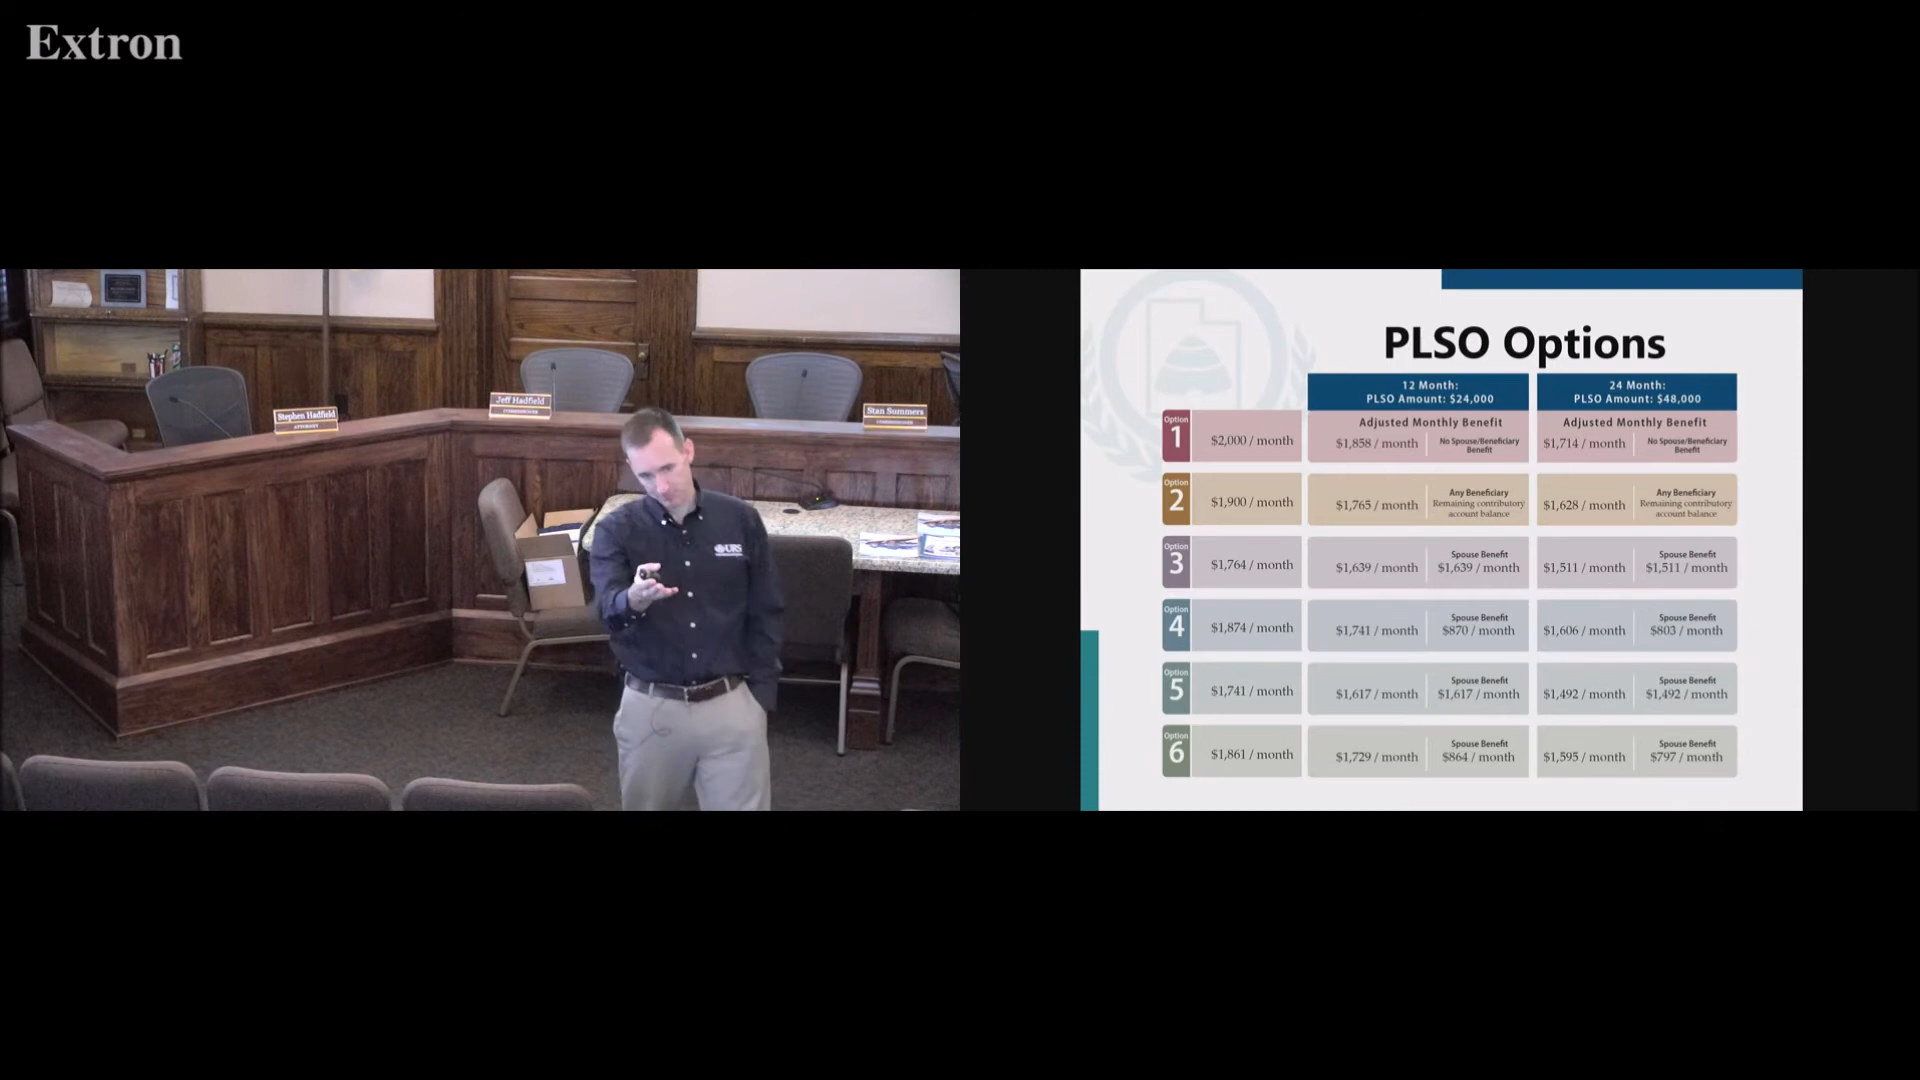 Extron
Stephen Hadfield
ATTORNEY
Jeff Hadfield
COMMISSIONER
Stan Summers
COMMISSIONER
URS
PLSO Options
12 Month:
PLSO Amount: $24,000
24 Month:
PLSO Amount: $48,000
Option
1
$2,000 / month
Adjusted Monthly Benefit
$1,858 / month
No Spouse/Beneficiary
Benefit
Adjusted Monthly Benefit
$1,714 / month
No Spouse/Beneficiary
Benefit
Option
2
$1,900 / month
$1,765 / month
Any Beneficiary
Remaining contributory
account balance
$1,628 / month
Any Beneficiary
Remaining contributory
account balance
Option
3
$1,764 / month
$1,639 / month
Spouse Benefit
$1,639 / month
$1,511 / month
Spouse Benefit
$1,511 / month
Option
4
$1,874 / month
$1,741 / month
Spouse Benefit
$870 / month
$1,606 / month
Spouse Benefit
$803 / month
Option
5
$1,741 / month
$1,617 / month
Spouse Benefit
$1,617 / month
$1,492 / month
Spouse Benefit
$1,492 / month
Option
6
$1,861 / month
$1,729 / month
Spouse Benefit
$864 / month
$1,595 / month
Spouse Benefit
$797 / month